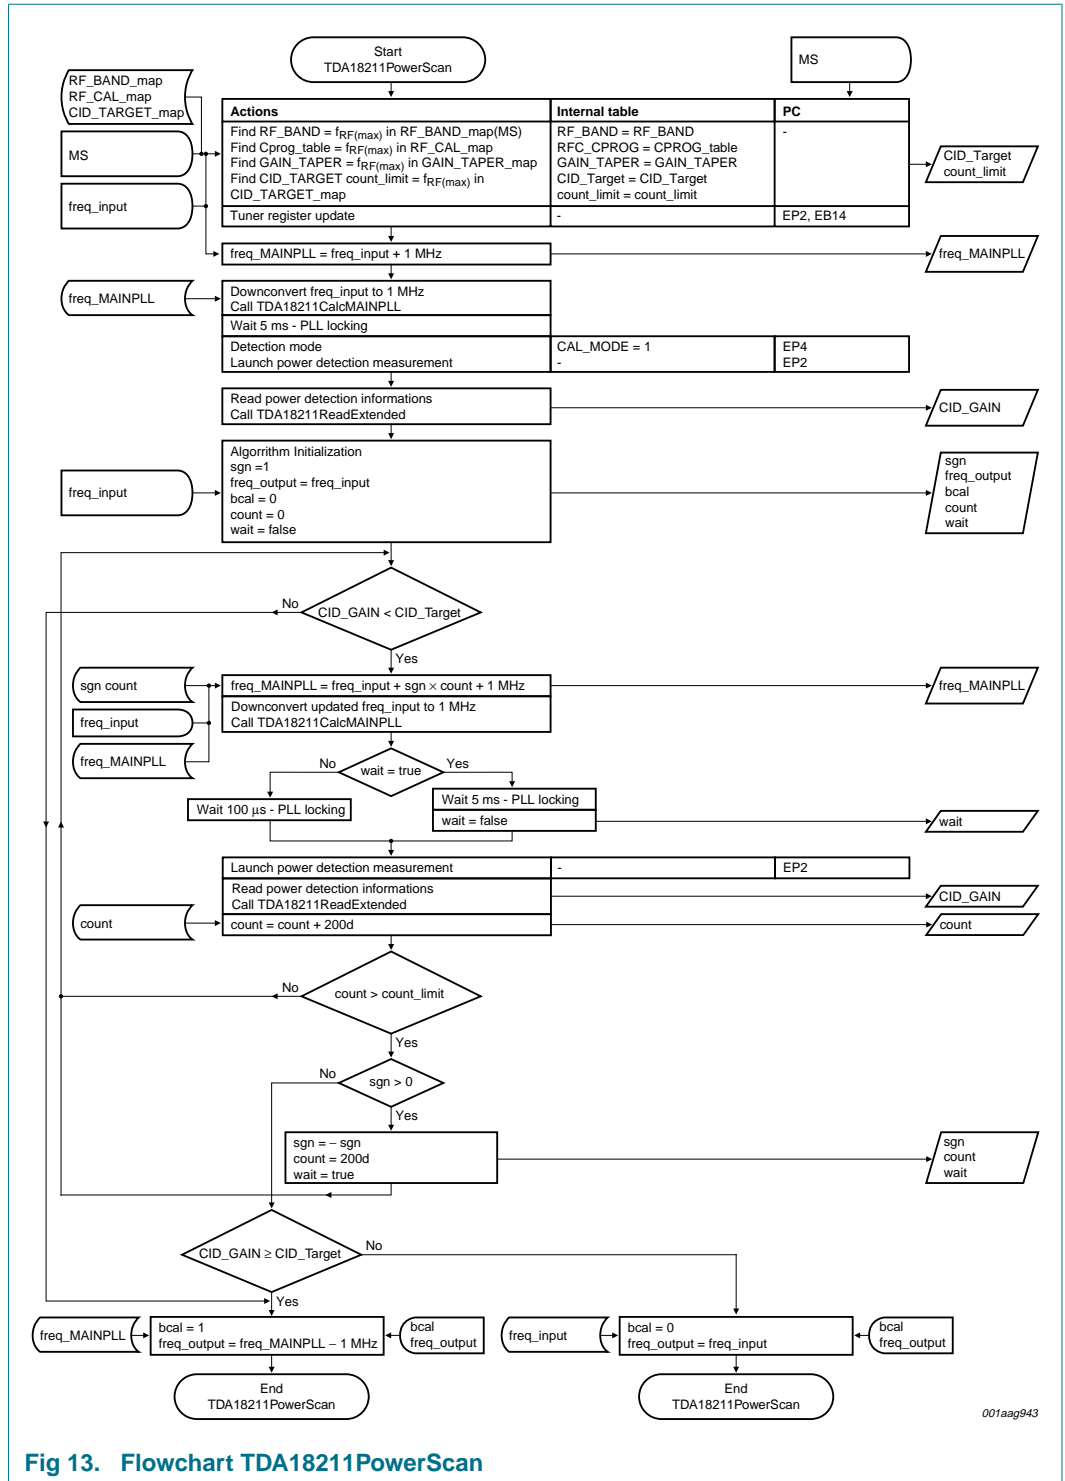 Start
TDA18211PowerScan
MS
RF_BAND_map
RF_CAL_map
CID_TARGET_map
MS
freq_input
Actions
Internal table
PC
Find RF_BAND = fRF(max) in RF_BAND_map(MS)
Find Cprog_table = fRF(max) in RF_CAL_map
Find GAIN_TAPER = fRF(max) in GAIN_TAPER_map
Find CID_TARGET count_limit = fRF(max) in
CID_TARGET_map
RF_BAND = RF_BAND
RFC_CPROG = CPROG_table
GAIN_TAPER = GAIN_TAPER
CID_Target = CID_Target
count_limit = count_limit
-
CID_Target
count_limit
Tuner register update
-
EP2, EB14
freq_MAINPLL = freq_input + 1 MHz
freq_MAINPLL
freq_MAINPLL
Downconvert freq_input to 1 MHz
Call TDA18211CalcMAINPLL
Wait 5 ms - PLL locking
Detection mode
Launch power detection measurement
CAL_MODE = 1
-
EP4
EP2
Read power detection informations
Call TDA18211ReadExtended
CID_GAIN
freq_input
Algorrithm Initialization
sgn =1
freq_output = freq_input
bcal = 0
count = 0
wait = false
sgn
freq_output
bcal
count
wait
No
CID_GAIN < CID_Target
Yes
sgn count
freq_input
freq_MAINPLL
freq_MAINPLL = freq_input + sgn × count + 1 MHz
Downconvert updated freq_input to 1 MHz
Call TDA18211CalcMAINPLL
freq_MAINPLL
No
wait = true
Yes
Wait 100 μs - PLL locking
Wait 5 ms - PLL locking
wait = false
wait
Launch power detection measurement
-
EP2
Read power detection informations
Call TDA18211ReadExtended
CID_GAIN
count
count = count + 200d
count
No
count > count_limit
Yes
No
sgn > 0
Yes
sgn = – sgn
count = 200d
wait = true
sgn
count
wait
CID_GAIN ≥ CID_Target
No
Yes
freq_MAINPLL
bcal = 1
freq_output = freq_MAINPLL – 1 MHz
bcal
freq_output
freq_input
bcal = 0
freq_output = freq_input
bcal
freq_output
End
TDA18211PowerScan
End
TDA18211PowerScan
001aag943
Fig 13. Flowchart TDA18211PowerScan